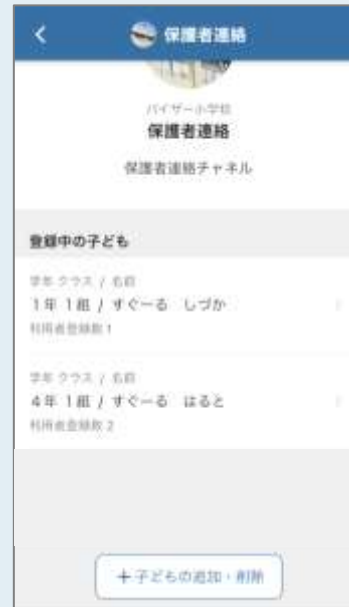 保護者連絡
バイザー小学校
保護者連絡
保護者連絡チャネル
登録中の子ども
学年 クラス / 名前
1年 1組 / すぐーる しづか
利用者登録数 1
学年 クラス / 名前
4年 1組 / すぐーる はると
利用者登録数 2
+子どもの追加・削除